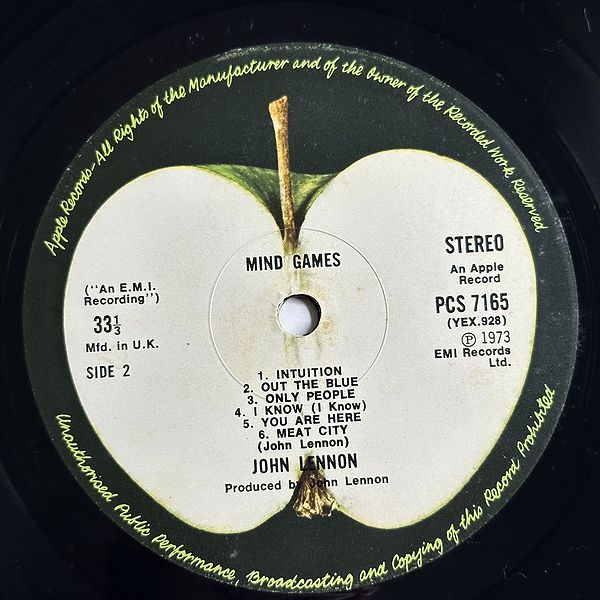 Apple Records-All Rights of the Manufacturer and of the Owner of the Recorded Work Reserved
MIND GAMES
("An E.M.I.
Recording")
33⅓
Mfd. in U.K.
SIDE 2
STEREO
An Apple
Record
PCS 7165
(YEX.928)
℗ 1973
EMI Records
Ltd.
1. INTUITION
2. OUT THE BLUE
3. ONLY PEOPLE
4. I KNOW (I Know)
5. YOU ARE HERE
6. MEAT CITY
(John Lennon)
JOHN LENNON
Produced by John Lennon
Unauthorised Public Performance, Broadcasting and Copying of this Record Prohibited